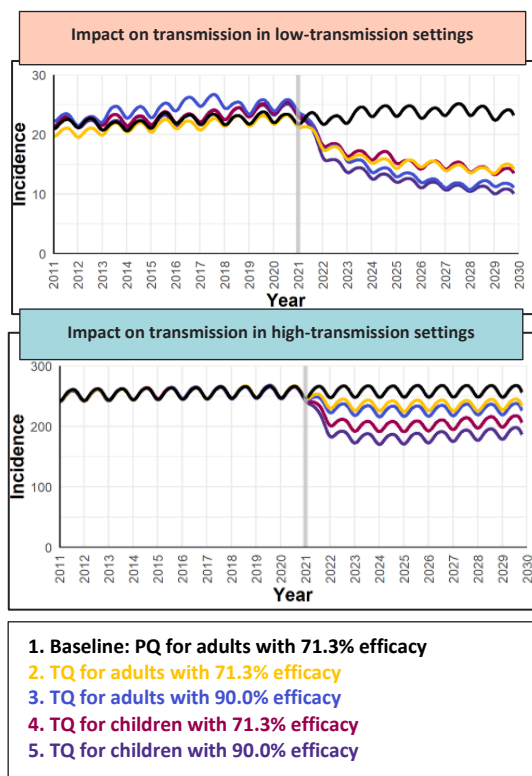 Impact on transmission in low-transmission settings
30
20
10
0
Incidence
2011 2012 2013 2014 2015 2016 2017 2018 2019 2020 2021 2022 2023 2024 2025 2026 2027 2028 2029 2030
Year
Impact on transmission in high-transmission settings
300
200
100
0
Incidence
2011 2012 2013 2014 2015 2016 2017 2018 2019 2020 2021 2022 2023 2024 2025 2026 2027 2028 2029 2030
Year
1. Baseline: PQ for adults with 71.3% efficacy
2. TQ for adults with 71.3% efficacy
3. TQ for adults with 90.0% efficacy
4. TQ for children with 71.3% efficacy
5. TQ for children with 90.0% efficacy